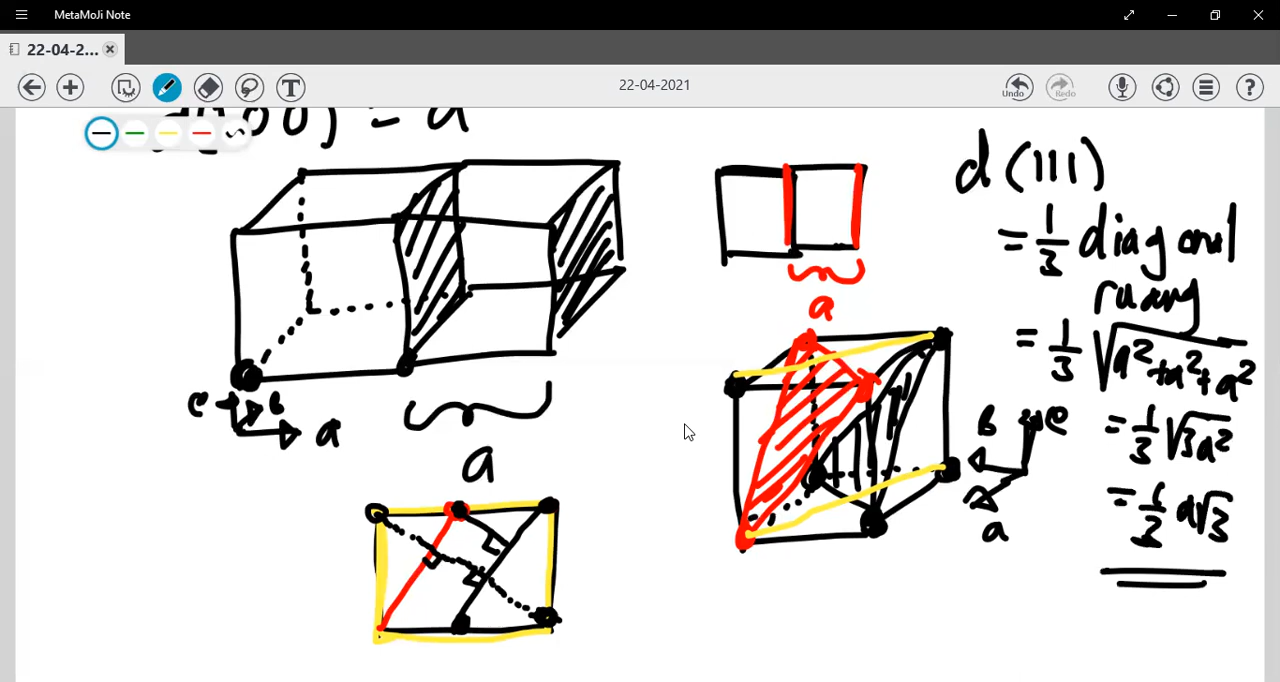 MetaMoJi Note
22-04-2...
22-04-2021
Undo
Redo
T
?
d(100) = a
a
c b
a
a
d (111)
= 1/3 diagonal
ruang
= 1/3 √a²+a²+a²
= 1/3 √3a²
= 1/3 a√3
b c
a